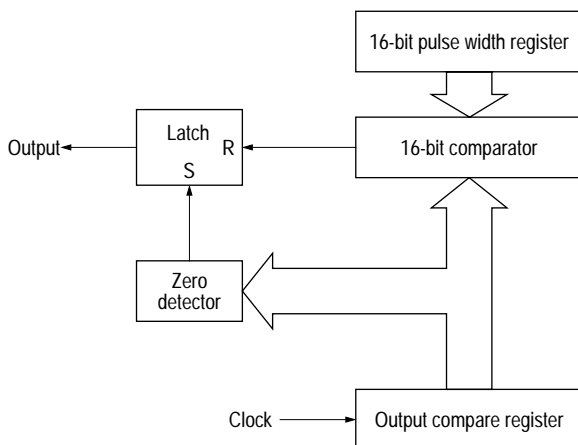 16-bit pulse width register
Latch
R
S
Output
16-bit comparator
Zero
detector
Clock
Output compare register